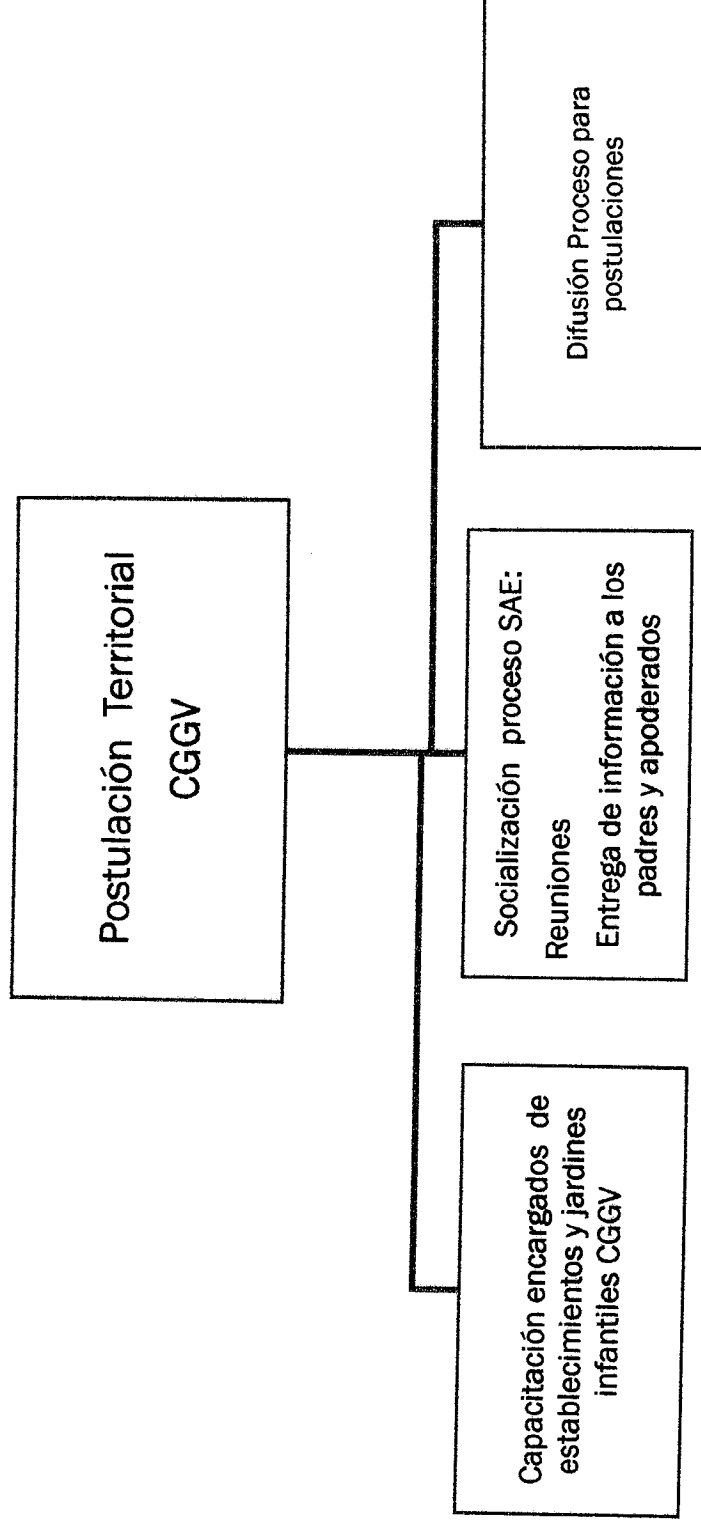 Postulación Territorial
CGGV
Capacitación encargados de
establecimientos y jardines
infantiles CGGV
Socialización proceso SAE:
Reuniones
Entrega de información a los
padres y apoderados
Difusión Proceso para
postulaciones